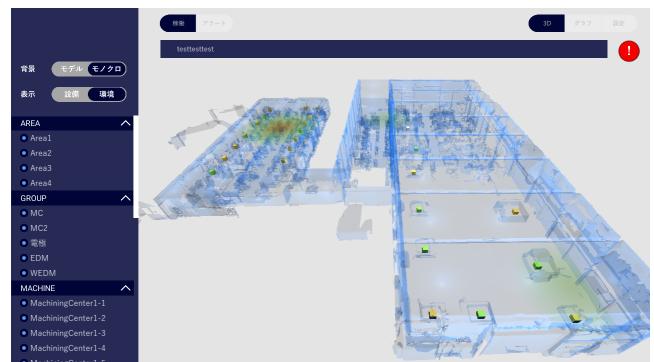 稼働 アラート
3D グラフ 設定
testtesttest
!
背景 モデル モノクロ
表示 設備 環境
AREA
Area1
Area2
Area3
Area4
GROUP
MC
MC2
電極
EDM
WEDM
MACHINE
MachiningCenter1-1
MachiningCenter1-2
MachiningCenter1-3
MachiningCenter1-4